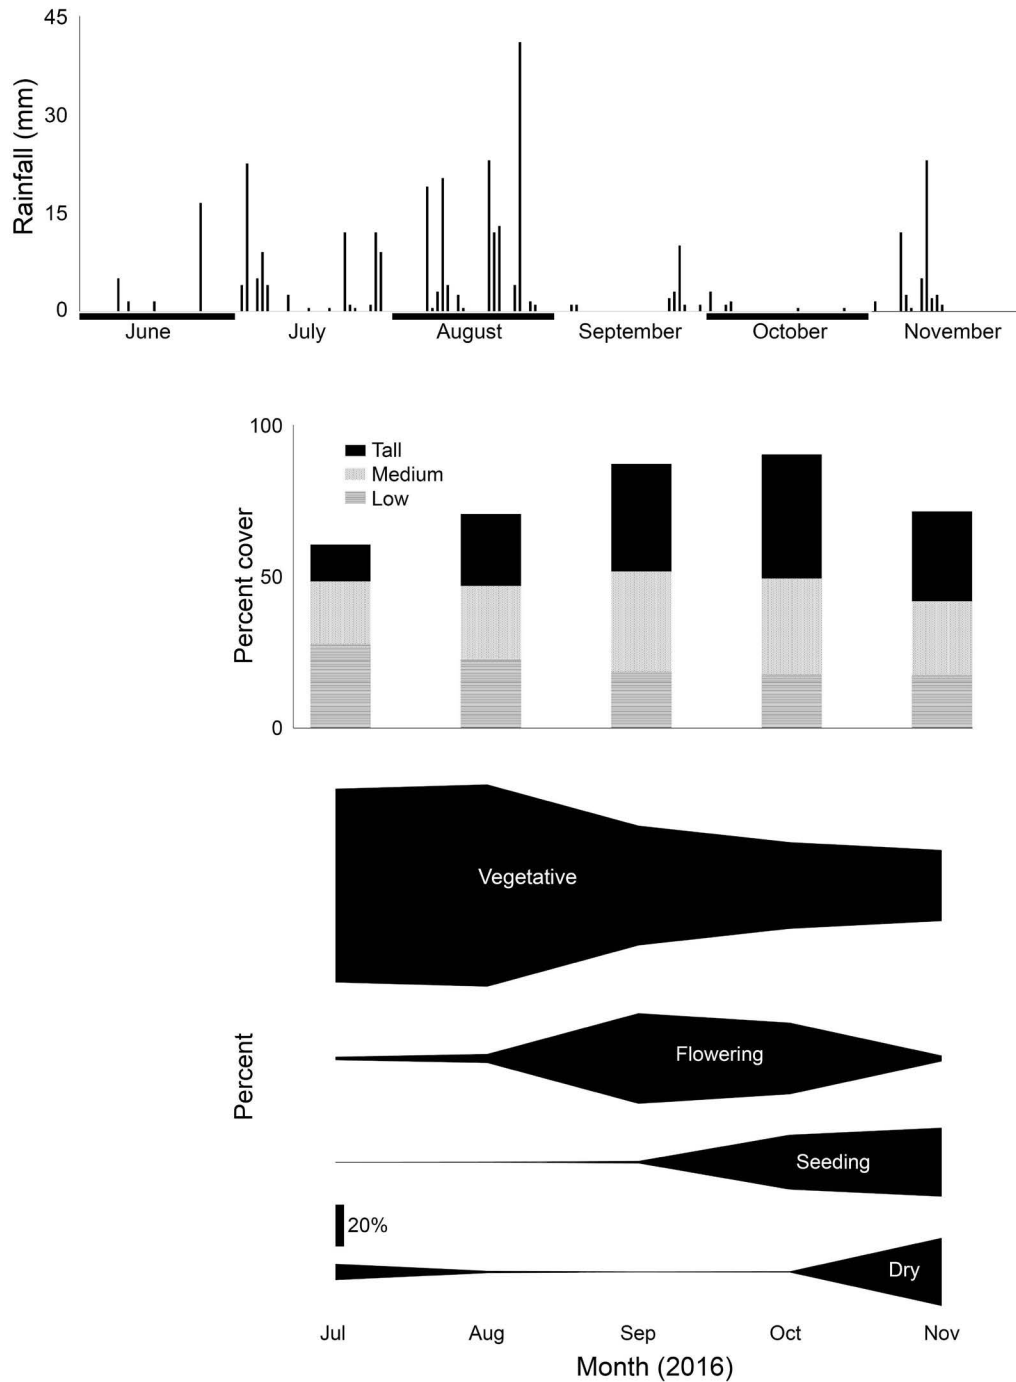 45
30
15
0
Rainfall (mm)
June July August September October November
100
50
0
Percent cover
Tall
Medium
Low
Vegetative
Flowering
Seeding
Dry
Percent
20%
Jul Aug Sep Oct Nov
Month (2016)